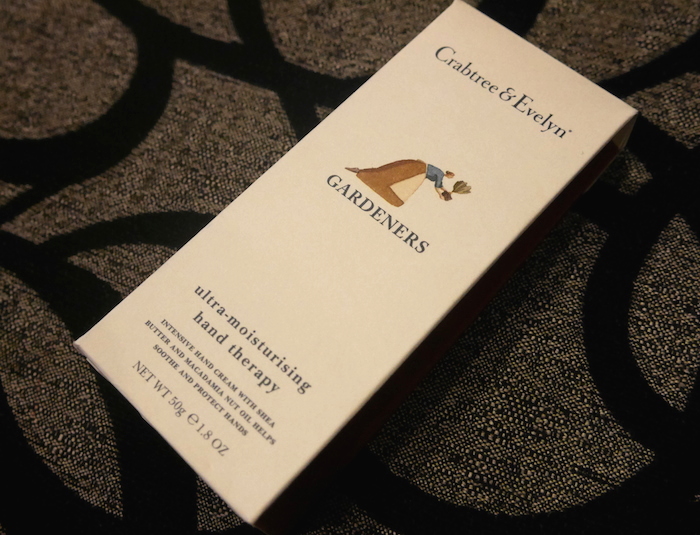 Crabtree & Evelyn®
GARDENERS
ultra-moisturising
hand therapy
INTENSIVE HAND CREAM WITH SHEA
BUTTER AND MACADAMIA NUT OIL HELPS
SOOTHE AND PROTECT HANDS
NET WT 50g ℮ 1.8 OZ